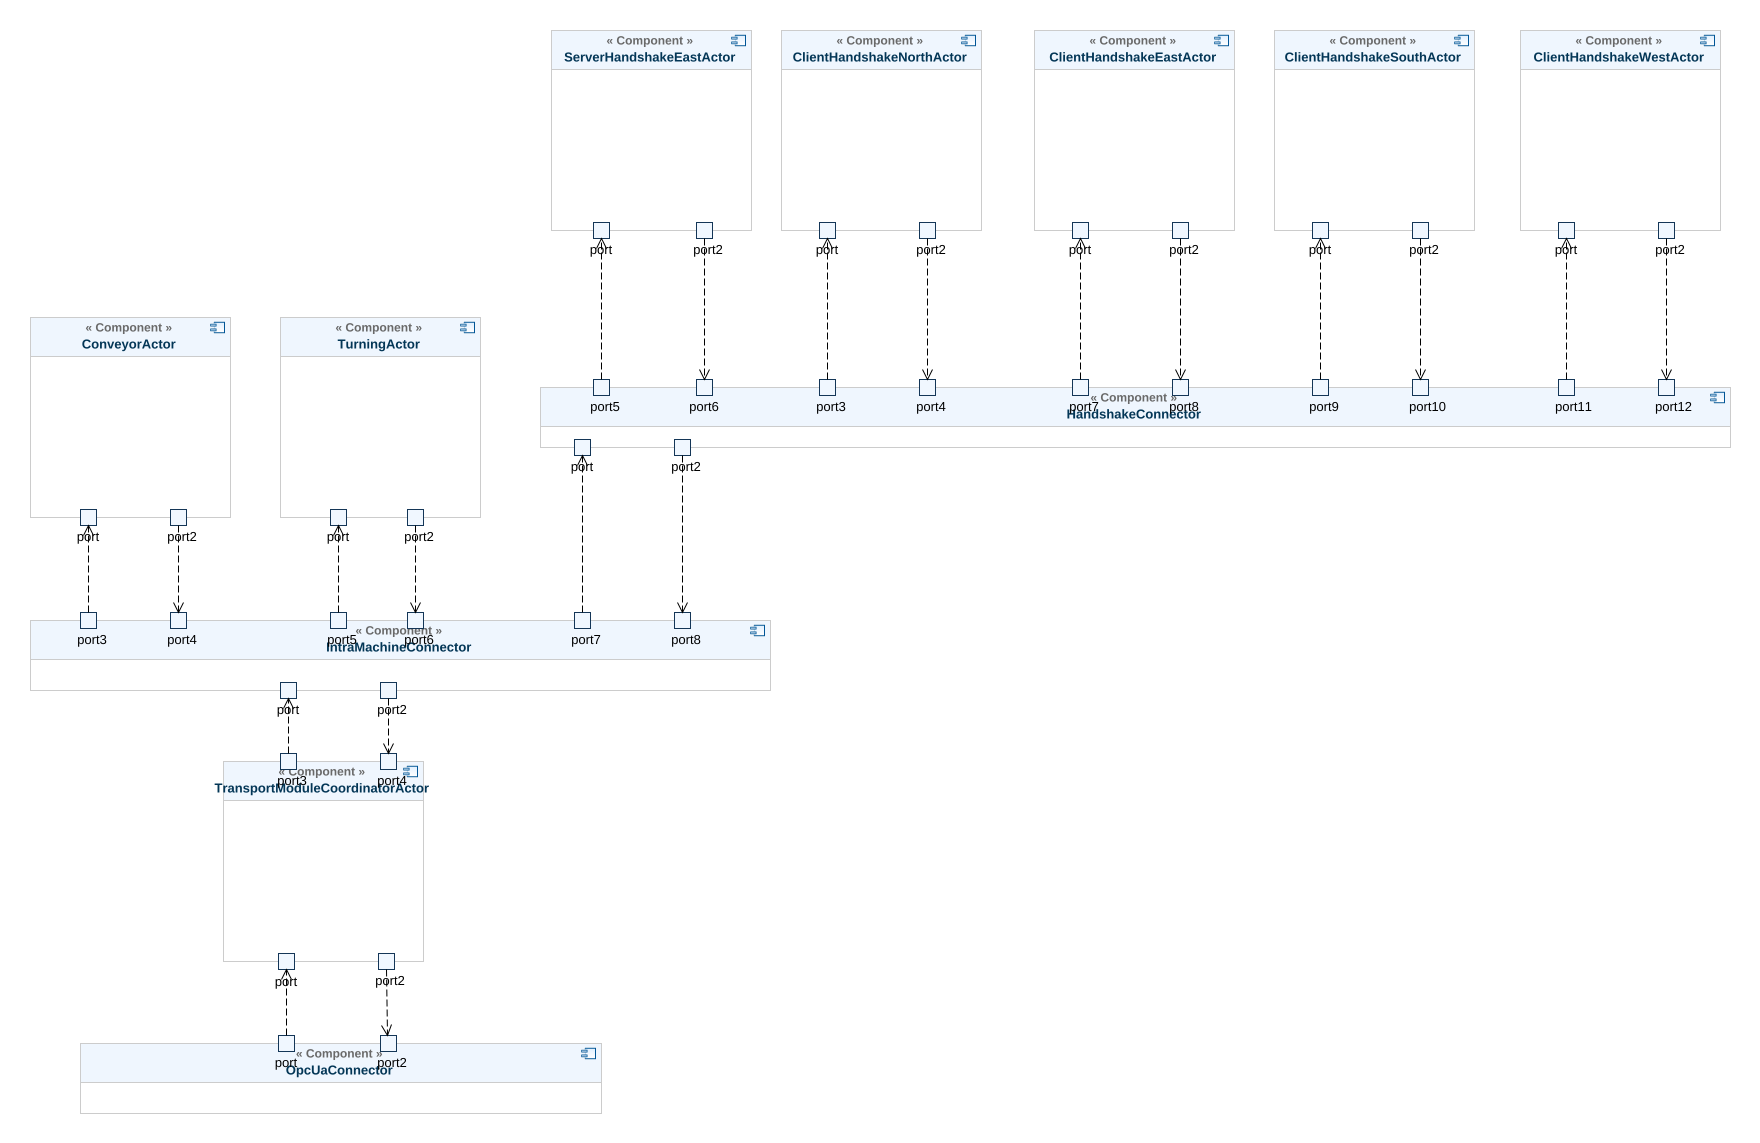 « Component »
ServerHandshakeEastActor
« Component »
ClientHandshakeNorthActor
« Component »
ClientHandshakeEastActor
« Component »
ClientHandshakeSouthActor
« Component »
ClientHandshakeWestActor
port
port2
port
port2
port
port2
port
port2
port
port2
« Component »
ConveyorActor
« Component »
TurningActor
port5
port6
port3
port4
port7
port8
port9
port10
port11
port12
« Component »
HandshakeConnector
port
port2
port
port2
port
port2
port3
port4
port5
port6
port7
port8
« Component »
IntraMachineConnector
port
port2
port3
port4
« Component »
TransportModuleCoordinatorActor
port
port2
port
port2
« Component »
OpcUaConnector